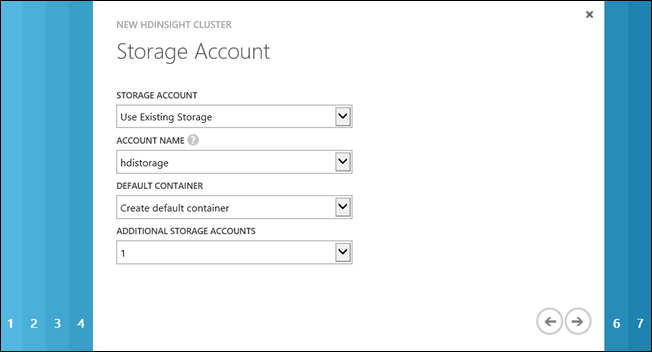 NEW HDINSIGHT CLUSTER
Storage Account
STORAGE ACCOUNT
Use Existing Storage
ACCOUNT NAME ?
hdistorage
DEFAULT CONTAINER
Create default container
ADDITIONAL STORAGE ACCOUNTS
1
1 2 3 4 6 7